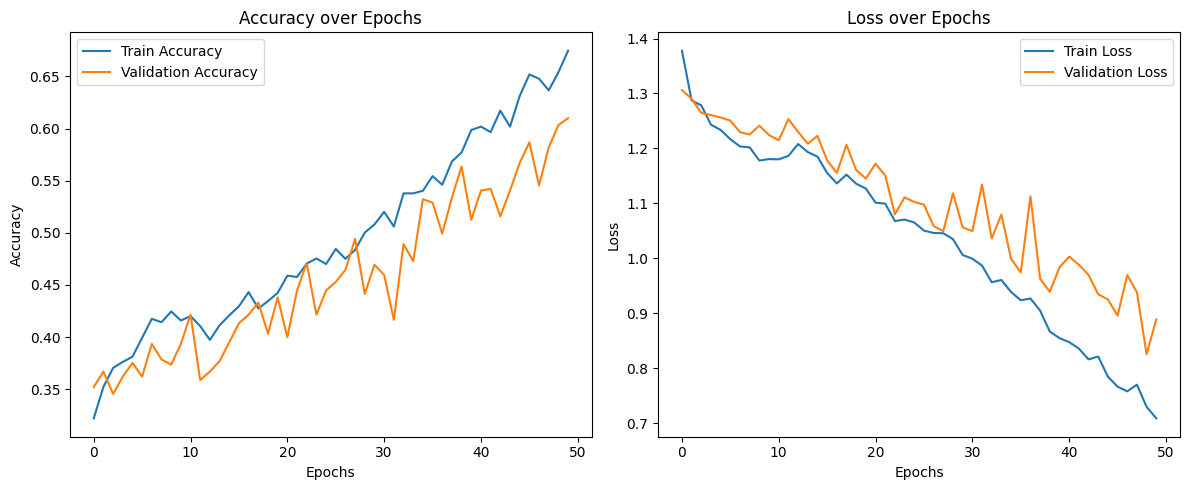 Accuracy over Epochs
Train Accuracy
Validation Accuracy
0.65
0.60
0.55
0.50
0.45
0.40
0.35
Accuracy
0 10 20 30 40 50
Epochs
Loss over Epochs
Train Loss
Validation Loss
1.4
1.3
1.2
1.1
1.0
0.9
0.8
0.7
Loss
0 10 20 30 40 50
Epochs